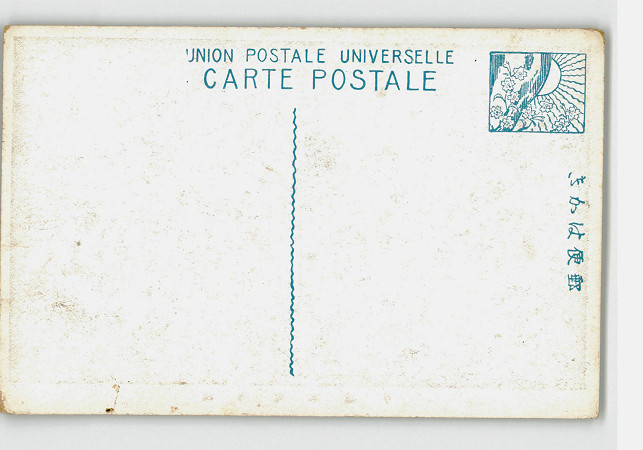 UNION POSTALE UNIVERSELLE
CARTE POSTALE
郵便はかき